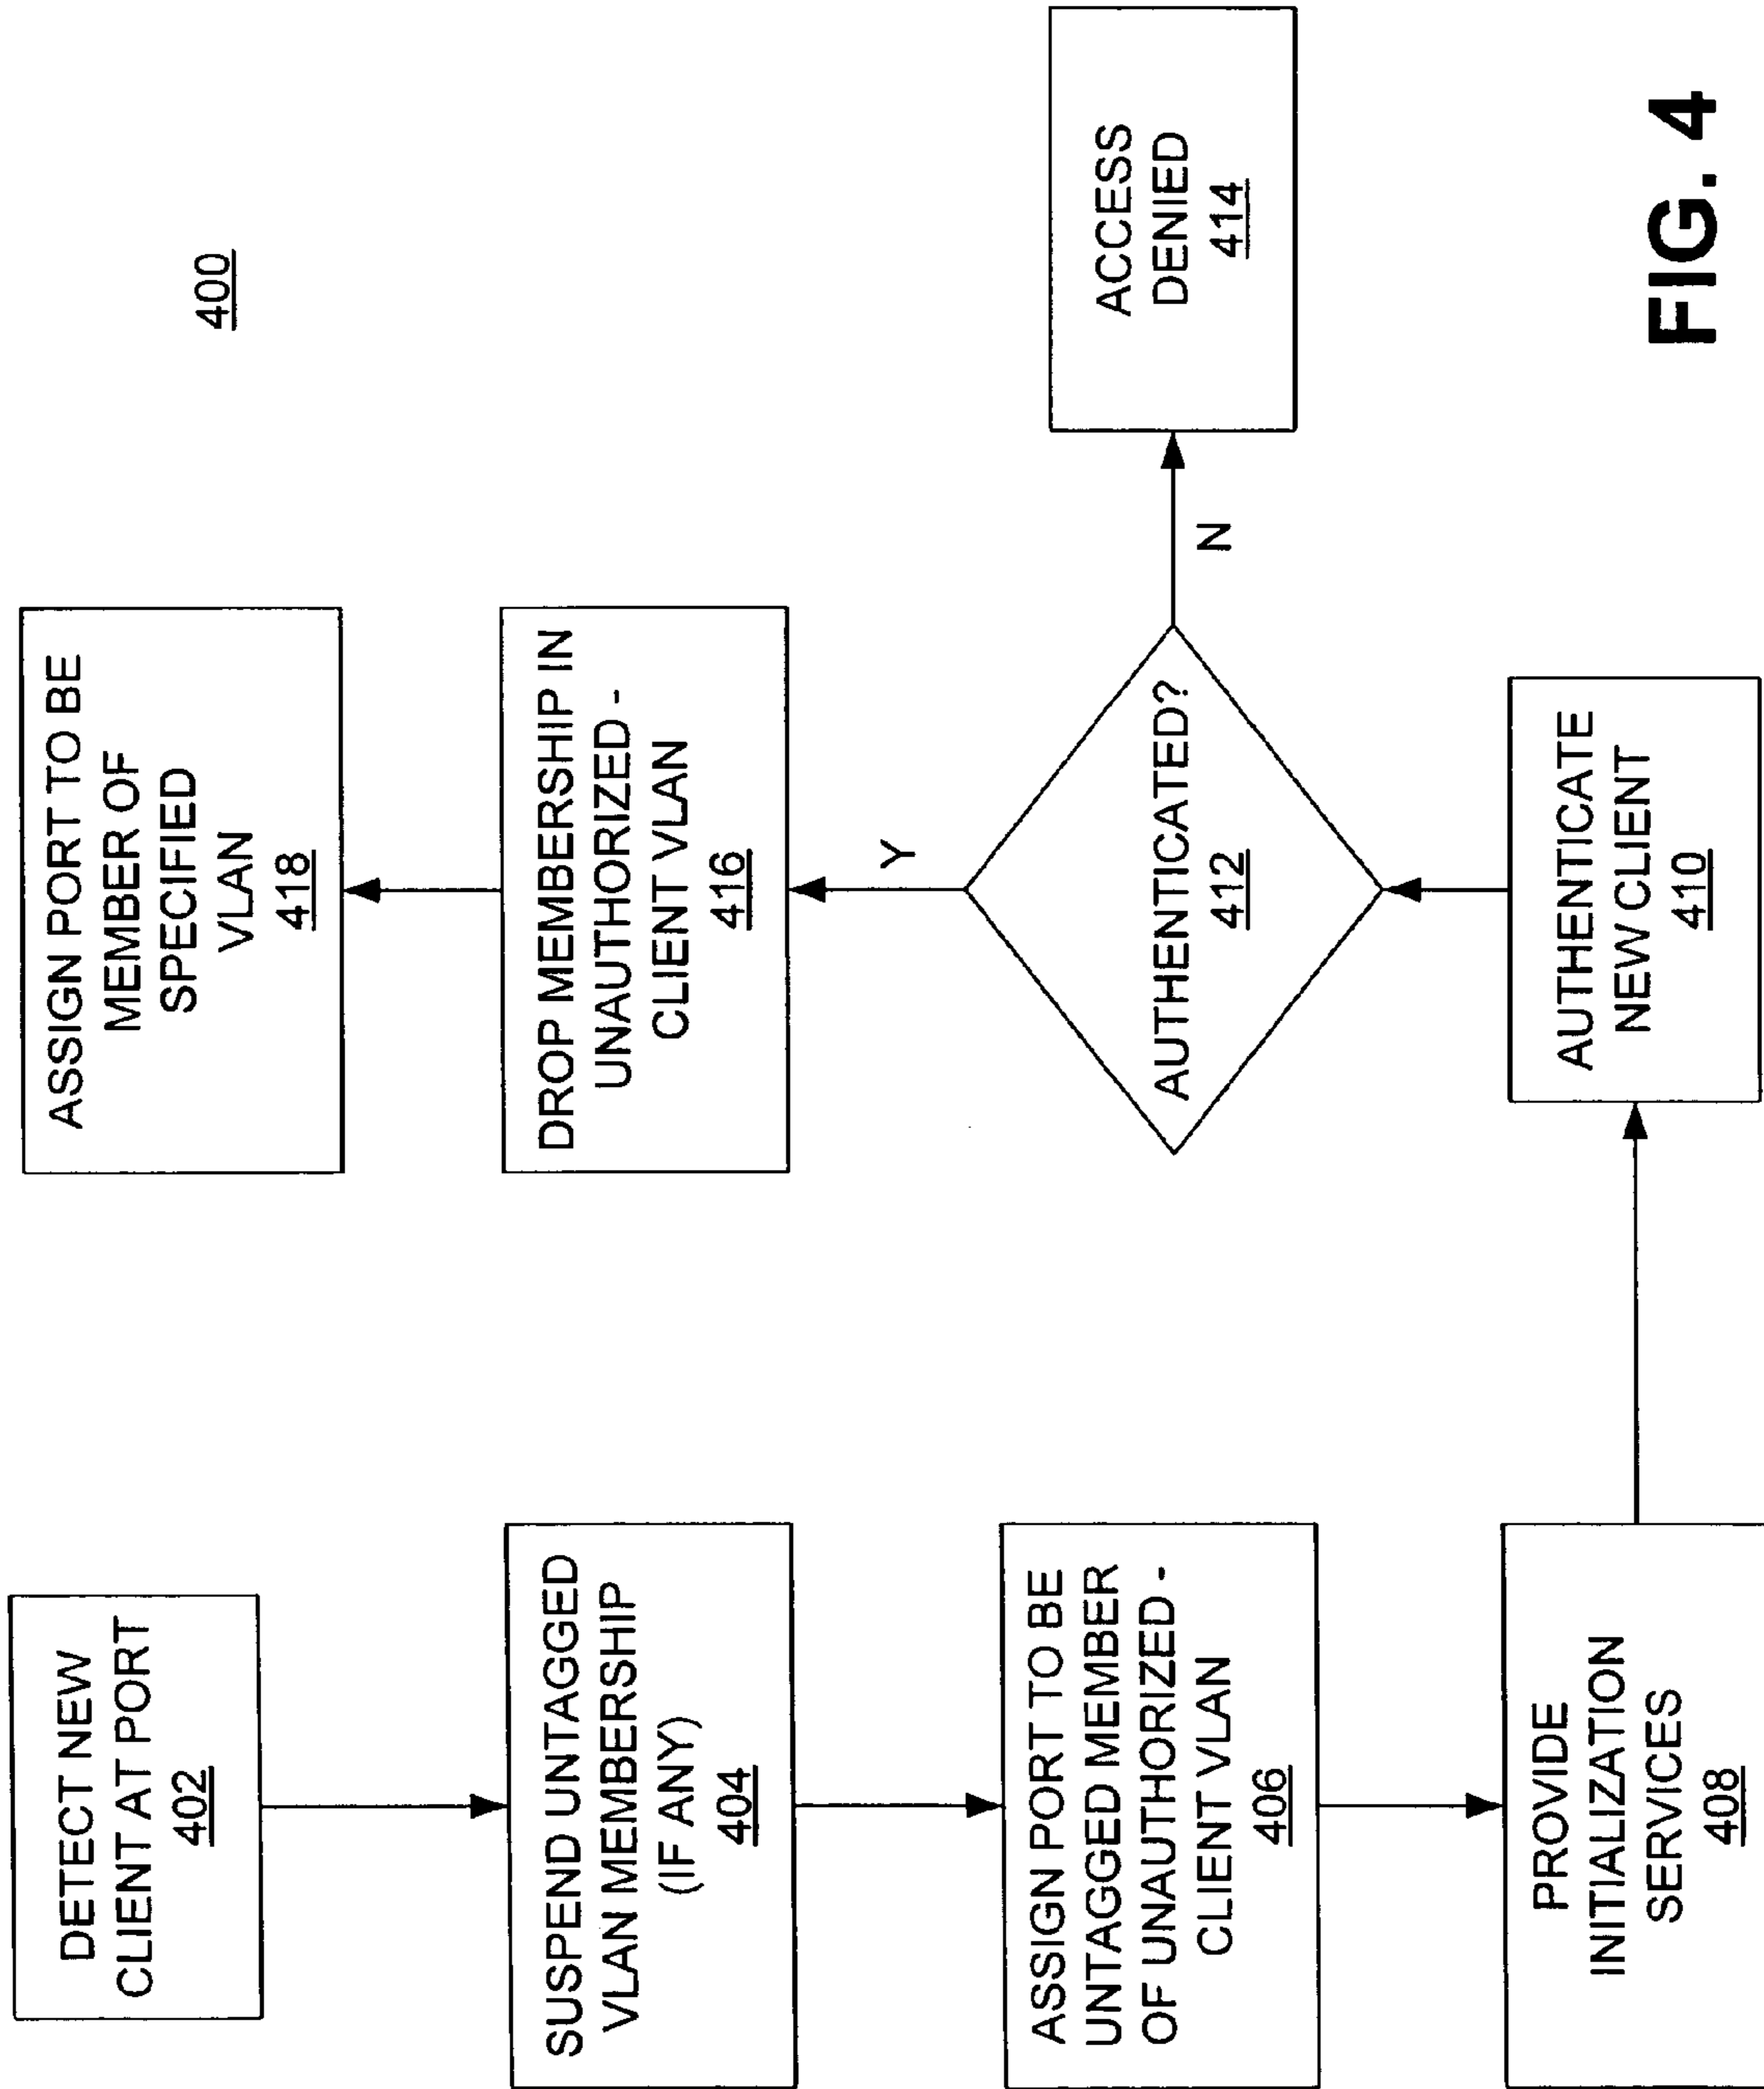 400
DETECT NEW
CLIENT AT PORT
402
SUSPEND UNTAGGED
VLAN MEMBERSHIP
(IF ANY)
404
ASSIGN PORT TO BE
UNTAGGED MEMBER
OF UNAUTHORIZED -
CLIENT VLAN
406
PROVIDE
INITIALIZATION
SERVICES
408
AUTHENTICATE
NEW CLIENT
410
AUTHENTICATED?
412
N
ACCESS
DENIED
414
Y
DROP MEMBERSHIP IN
UNAUTHORIZED -
CLIENT VLAN
416
ASSIGN PORT TO BE
MEMBER OF
SPECIFIED
VLAN
418
FIG. 4